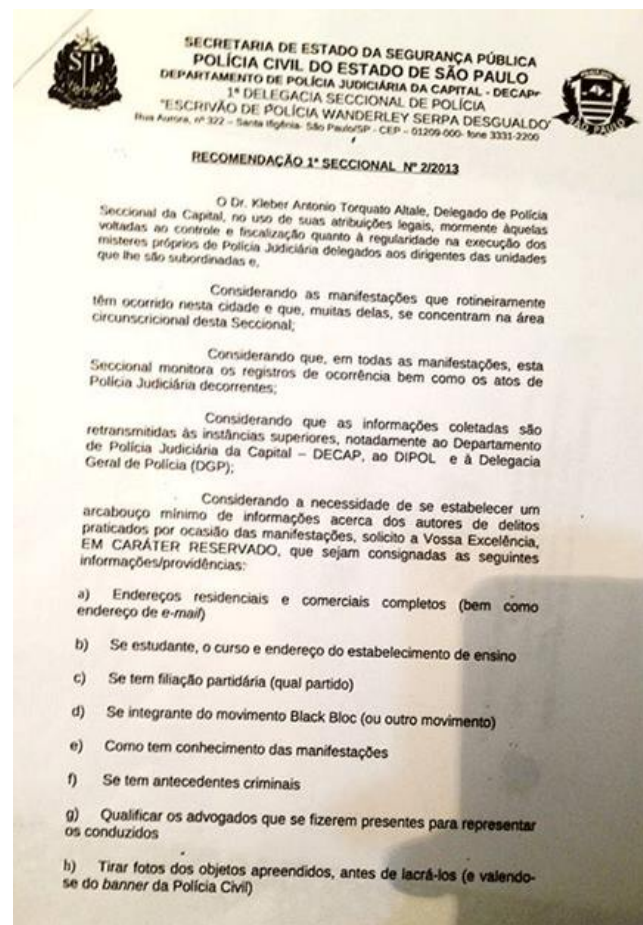 SP
SECRETARIA DE ESTADO DA SEGURANÇA PÚBLICA
POLÍCIA CIVIL DO ESTADO DE SÃO PAULO
DEPARTAMENTO DE POLÍCIA JUDICIÁRIA DA CAPITAL - DECAP
1ª DELEGACIA SECCIONAL DE POLÍCIA
"ESCRIVÃO DE POLÍCIA WANDERLEY SERPA DESGUALDO"
Rua Aurora, nº 322 – Santa Ifigênia- São Paulo/SP - CEP – 01209-000- fone 3331-2200
SÃO PAULO
RECOMENDAÇÃO 1ª SECCIONAL Nº 2/2013
O Dr. Kleber Antonio Torquato Altale, Delegado de Polícia
Seccional da Capital, no uso de suas atribuições legais, mormente àquelas
voltadas ao controle e fiscalização quanto à regularidade na execução dos
misteres próprios de Polícia Judiciária delegados aos dirigentes das unidades
que lhe são subordinadas e,
Considerando as manifestações que rotineiramente
têm ocorrido nesta cidade e que, muitas delas, se concentram na área
circunscricional desta Seccional;
Considerando que, em todas as manifestações, esta
Seccional monitora os registros de ocorrência bem como os atos de
Polícia Judiciária decorrentes;
Considerando que as informações coletadas são
retransmitidas às instâncias superiores, notadamente ao Departamento
de Polícia Judiciária da Capital – DECAP, ao DIPOL e à Delegacia
Geral de Polícia (DGP);
Considerando a necessidade de se estabelecer um
arcabouço mínimo de informações acerca dos autores de delitos
praticados por ocasião das manifestações, solicito a Vossa Excelência,
EM CARÁTER RESERVADO, que sejam consignadas as seguintes
informações/providências:
a) Endereços residenciais e comerciais completos (bem como
endereço de e-mail)
b) Se estudante, o curso e endereço do estabelecimento de ensino
c) Se tem filiação partidária (qual partido)
d) Se integrante do movimento Black Bloc (ou outro movimento)
e) Como tem conhecimento das manifestações
f) Se tem antecedentes criminais
g) Qualificar os advogados que se fizerem presentes para representar
os conduzidos
h) Tirar fotos dos objetos apreendidos, antes de lacrá-los (e valendo-
se do banner da Polícia Civil)